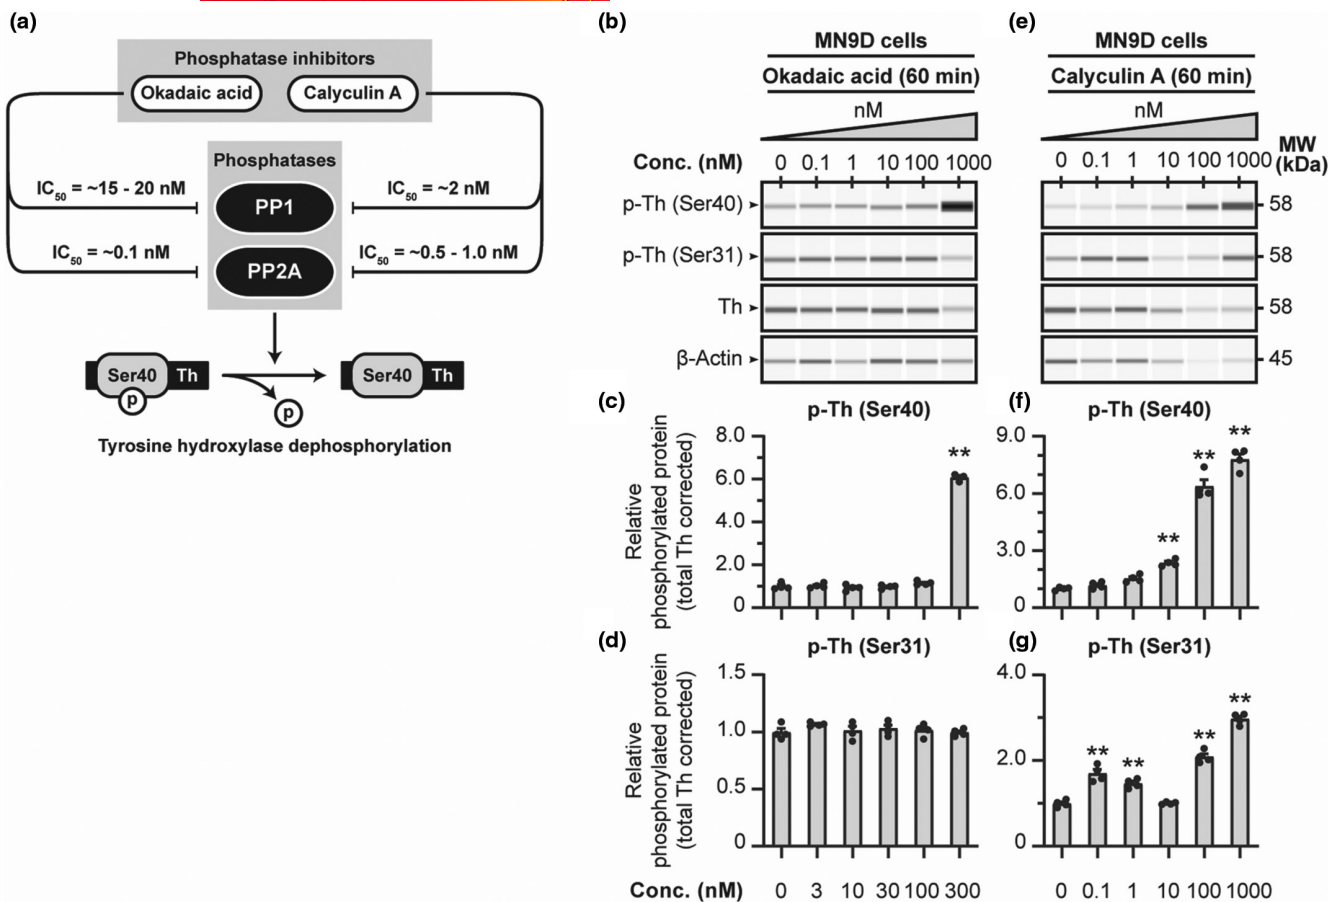 (a)
Phosphatase inhibitors
Okadaic acid
Calyculin A
Phosphatases
IC50 = ~15 - 20 nM
PP1
IC50 = ~2 nM
IC50 = ~0.1 nM
PP2A
IC50 = ~0.5 - 1.0 nM
Ser40 Th
p
p
Ser40 Th
Tyrosine hydroxylase dephosphorylation
(b)
MN9D cells
Okadaic acid (60 min)
nM
Conc. (nM) 0 0.1 1 10 100 1000
p-Th (Ser40)
p-Th (Ser31)
Th
β-Actin
(e)
MN9D cells
Calyculin A (60 min)
nM
0 0.1 1 10 100 1000
MW
(kDa)
58
58
58
45
(c)
p-Th (Ser40)
Relative
phosphorylated protein
(total Th corrected)
8.0
6.0
4.0
2.0
0
**
(f)
p-Th (Ser40)
9.0
6.0
3.0
0
**
**
**
(d)
p-Th (Ser31)
Relative
phosphorylated protein
(total Th corrected)
1.5
1.0
0.5
0
Conc. (nM) 0 3 10 30 100 300
(g)
p-Th (Ser31)
4.0
2.0
0
**
**
**
**
0 0.1 1 10 100 1000